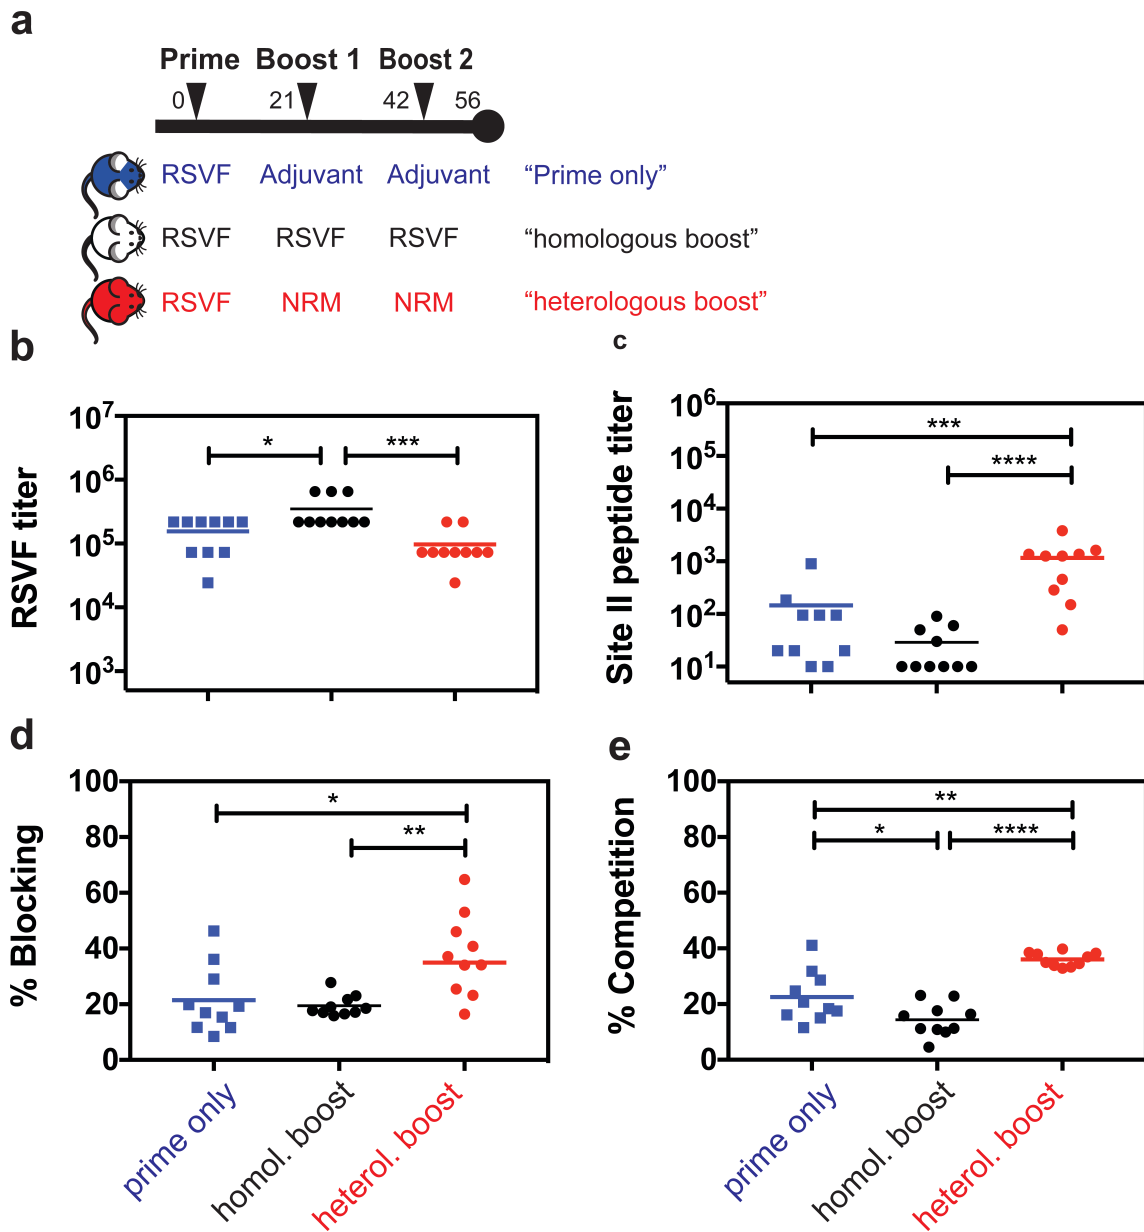 a
Prime Boost 1 Boost 2
0 21 42 56
RSVF Adjuvant Adjuvant “Prime only”
RSVF RSVF RSVF “homologous boost”
RSVF NRM NRM “heterologous boost”
b
RSVF titer
10^7
10^6
10^5
10^4
10^3
* ***
c
Site II peptide titer
10^6
10^5
10^4
10^3
10^2
10^1
***
****
d
% Blocking
100
80
60
40
20
0
*
**
prime only
homol. boost
heterol. boost
e
% Competition
100
80
60
40
20
0
**
* ****
prime only
homol. boost
heterol. boost